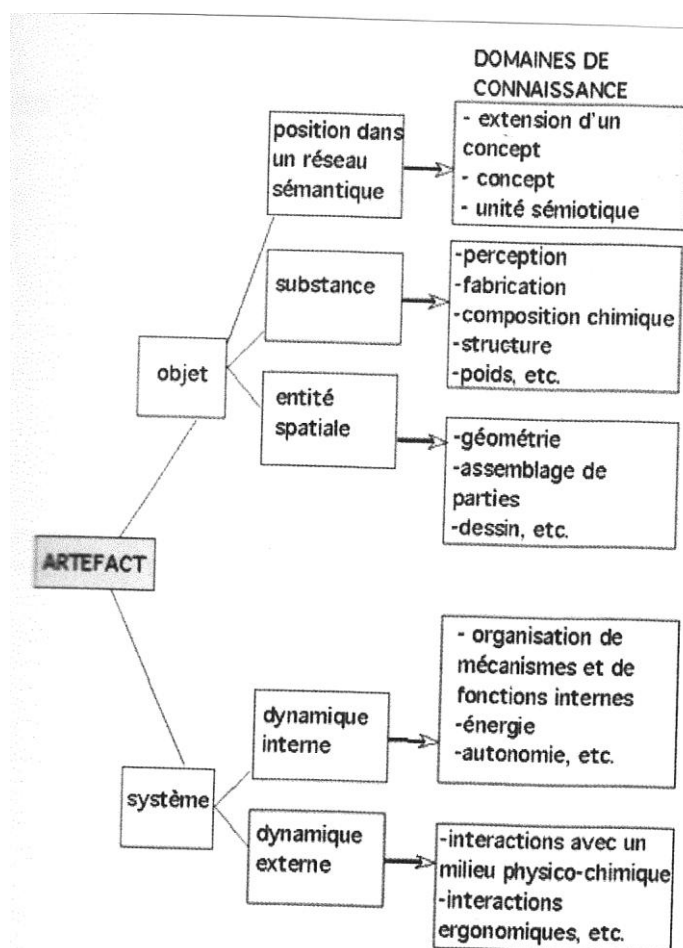 DOMAINES DE
CONNAISSANCE
position dans
un réseau
sémantique
- extension d'un
concept
- concept
- unité sémiotique
substance
-perception
-fabrication
-composition chimique
-structure
-poids, etc.
objet
entité
spatiale
-géométrie
-assemblage de
parties
-dessin, etc.
ARTEFACT
- organisation de
mécanismes et de
fonctions internes
-énergie
-autonomie, etc.
dynamique
interne
système
dynamique
externe
-interactions avec un
milieu physico-chimique
-interactions
ergonomiques, etc.